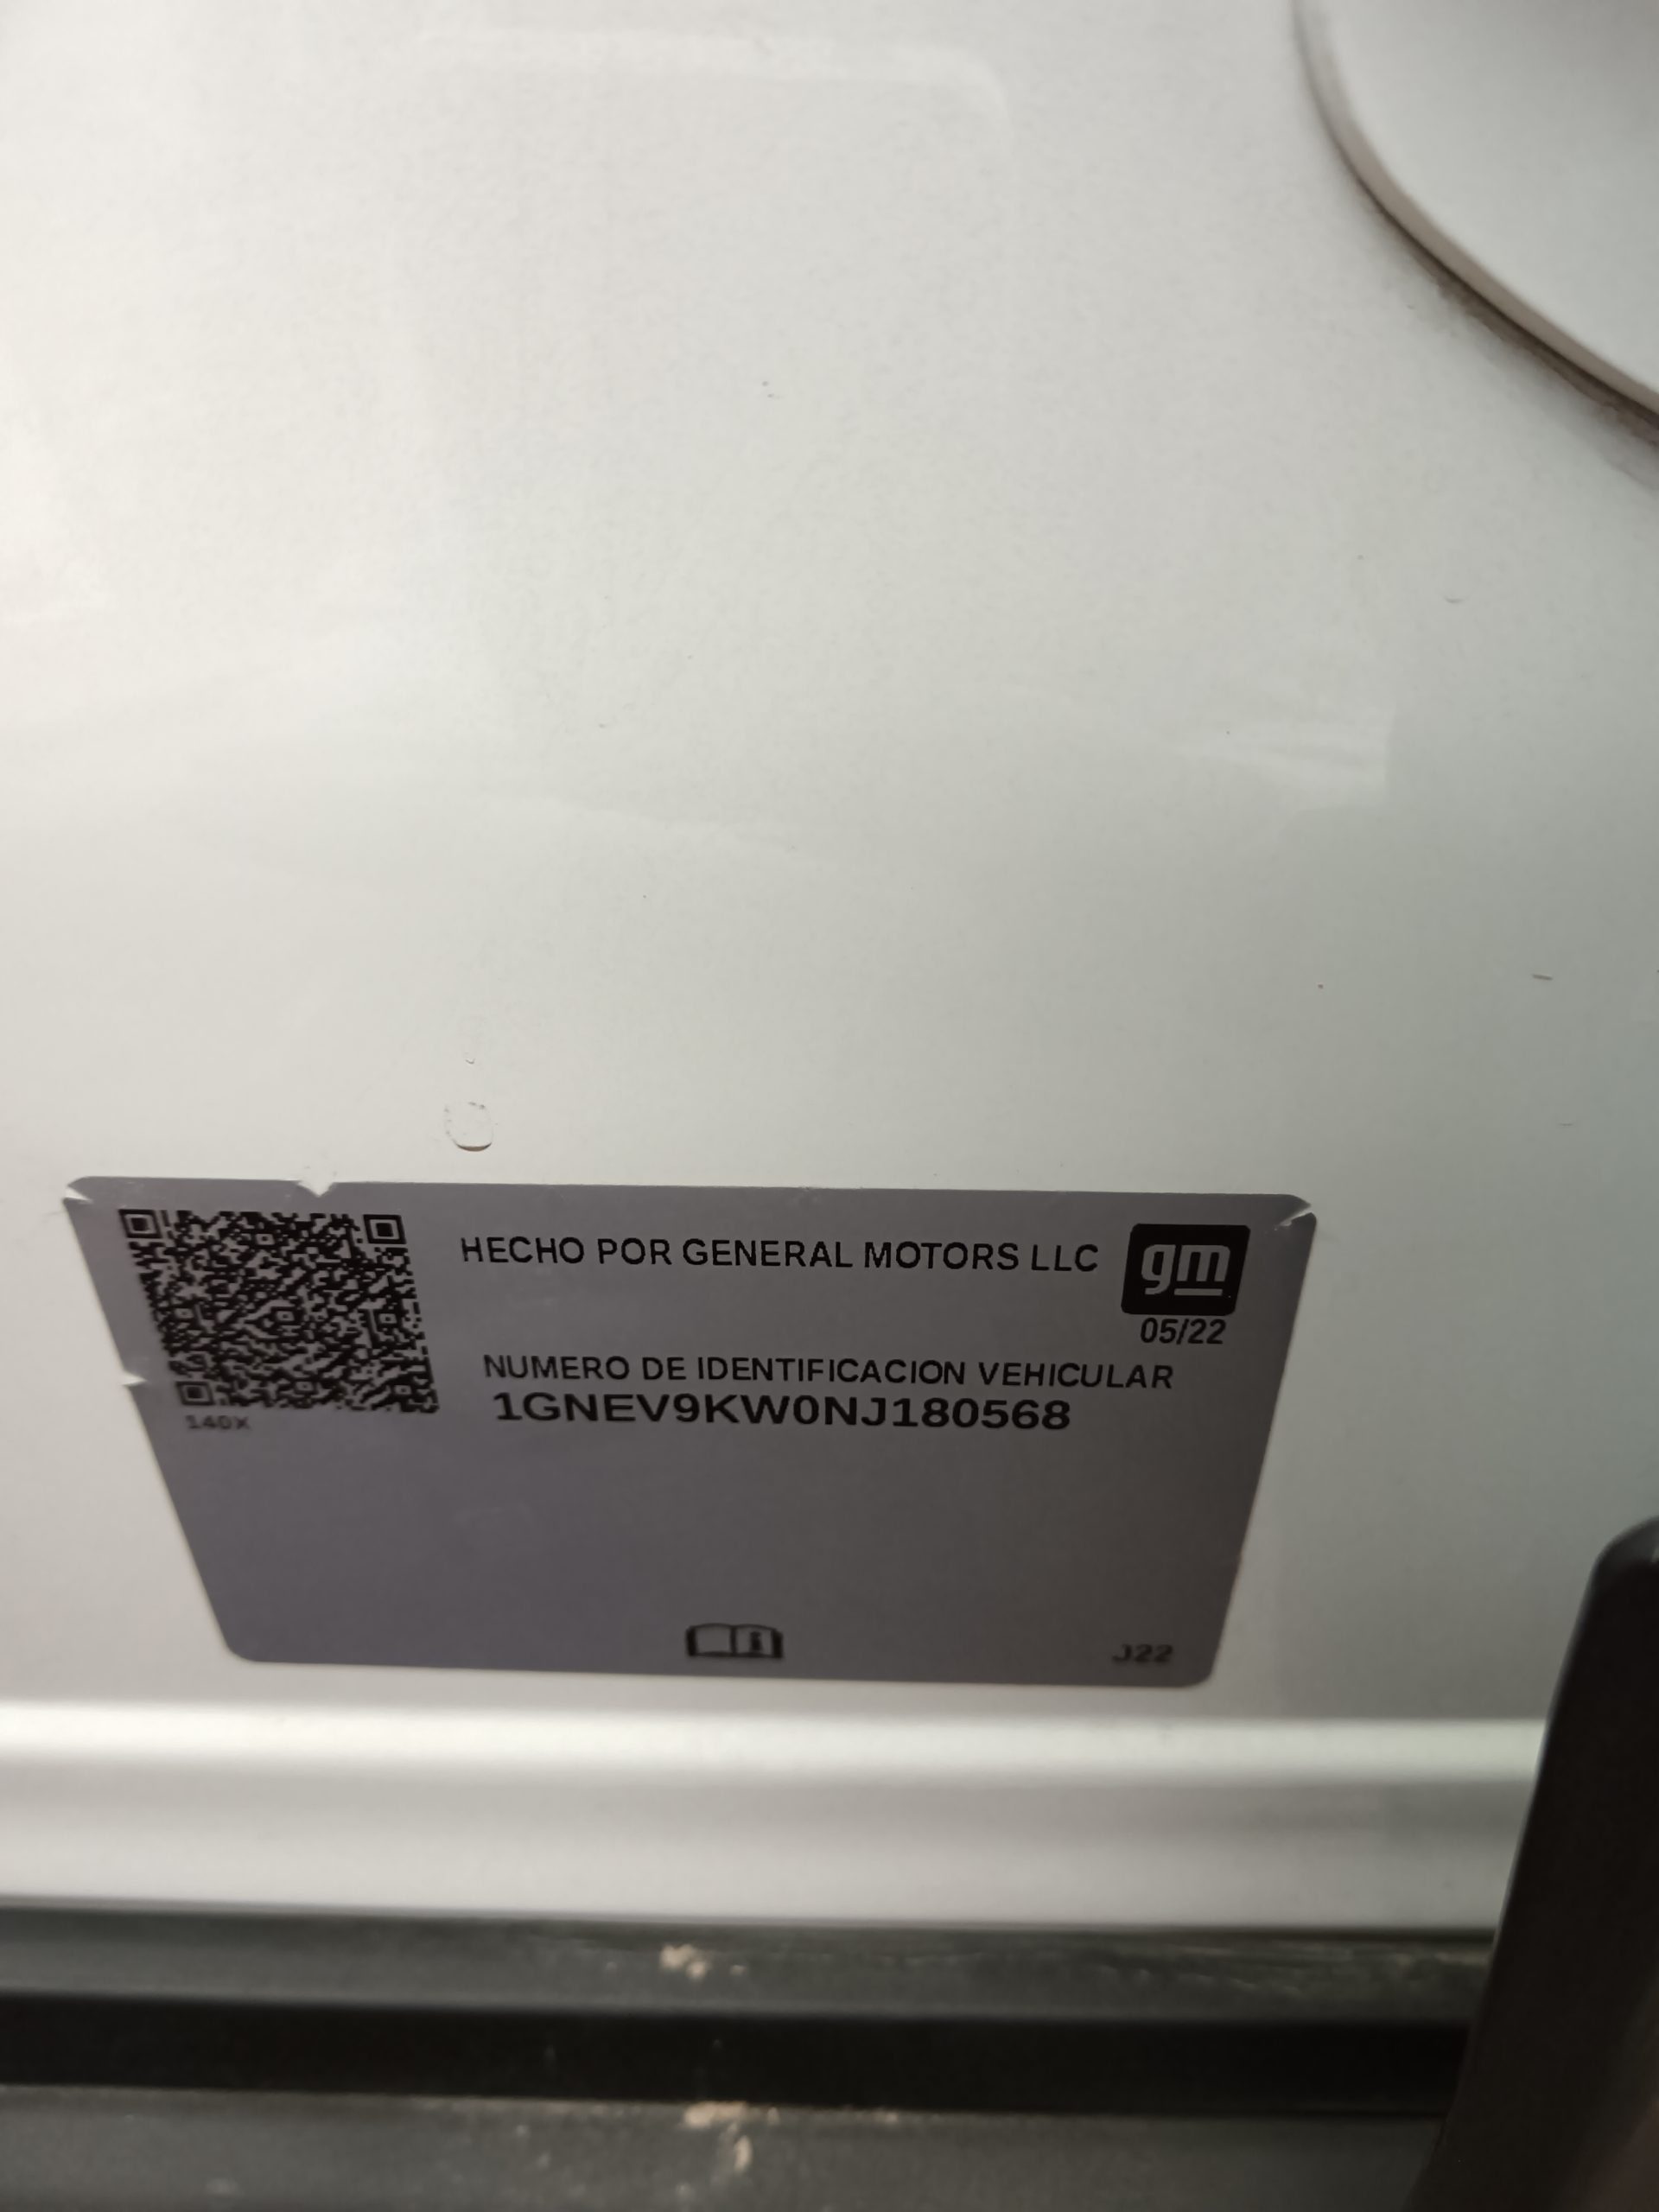 HECHO POR GENERAL MOTORS LLC
gm
05/22
NUMERO DE IDENTIFICACION VEHICULAR
1GNEV9KW0NJ180568
140X
J22